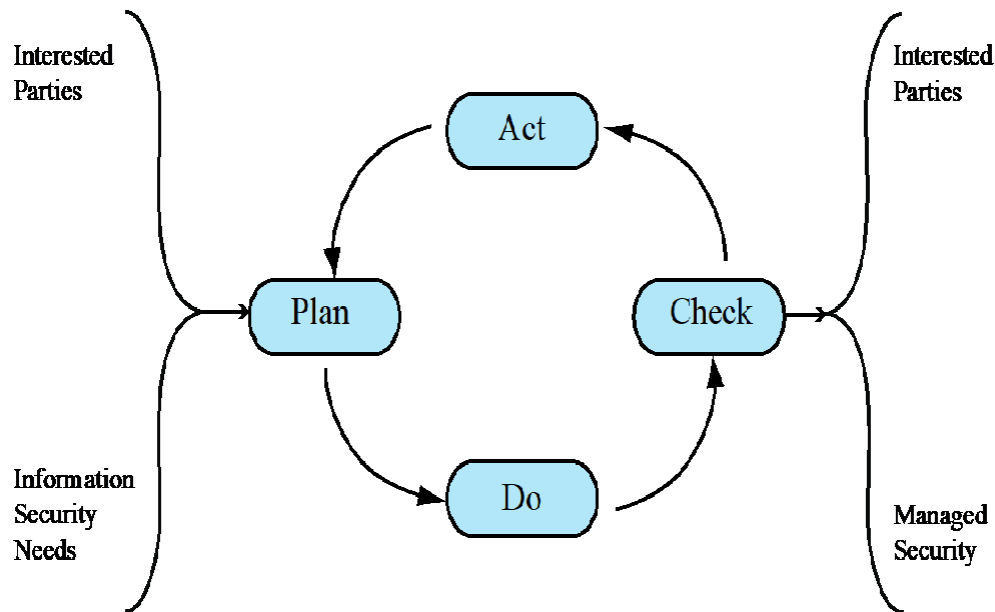 Interested
Parties
Interested
Parties
Act
Plan
Check
Do
Information
Security
Needs
Managed
Security